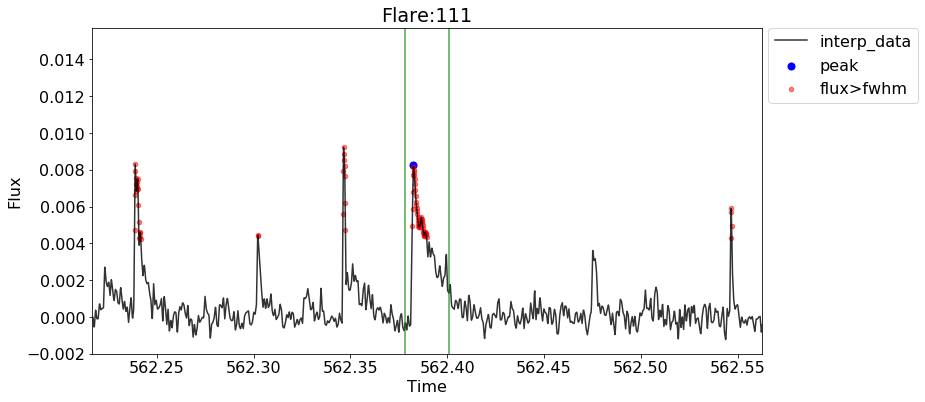 Flare:111
interp_data
peak
flux>fwhm
Flux
0.014
0.012
0.010
0.008
0.006
0.004
0.002
0.000
−0.002
562.25 562.30 562.35 562.40 562.45 562.50 562.55
Time